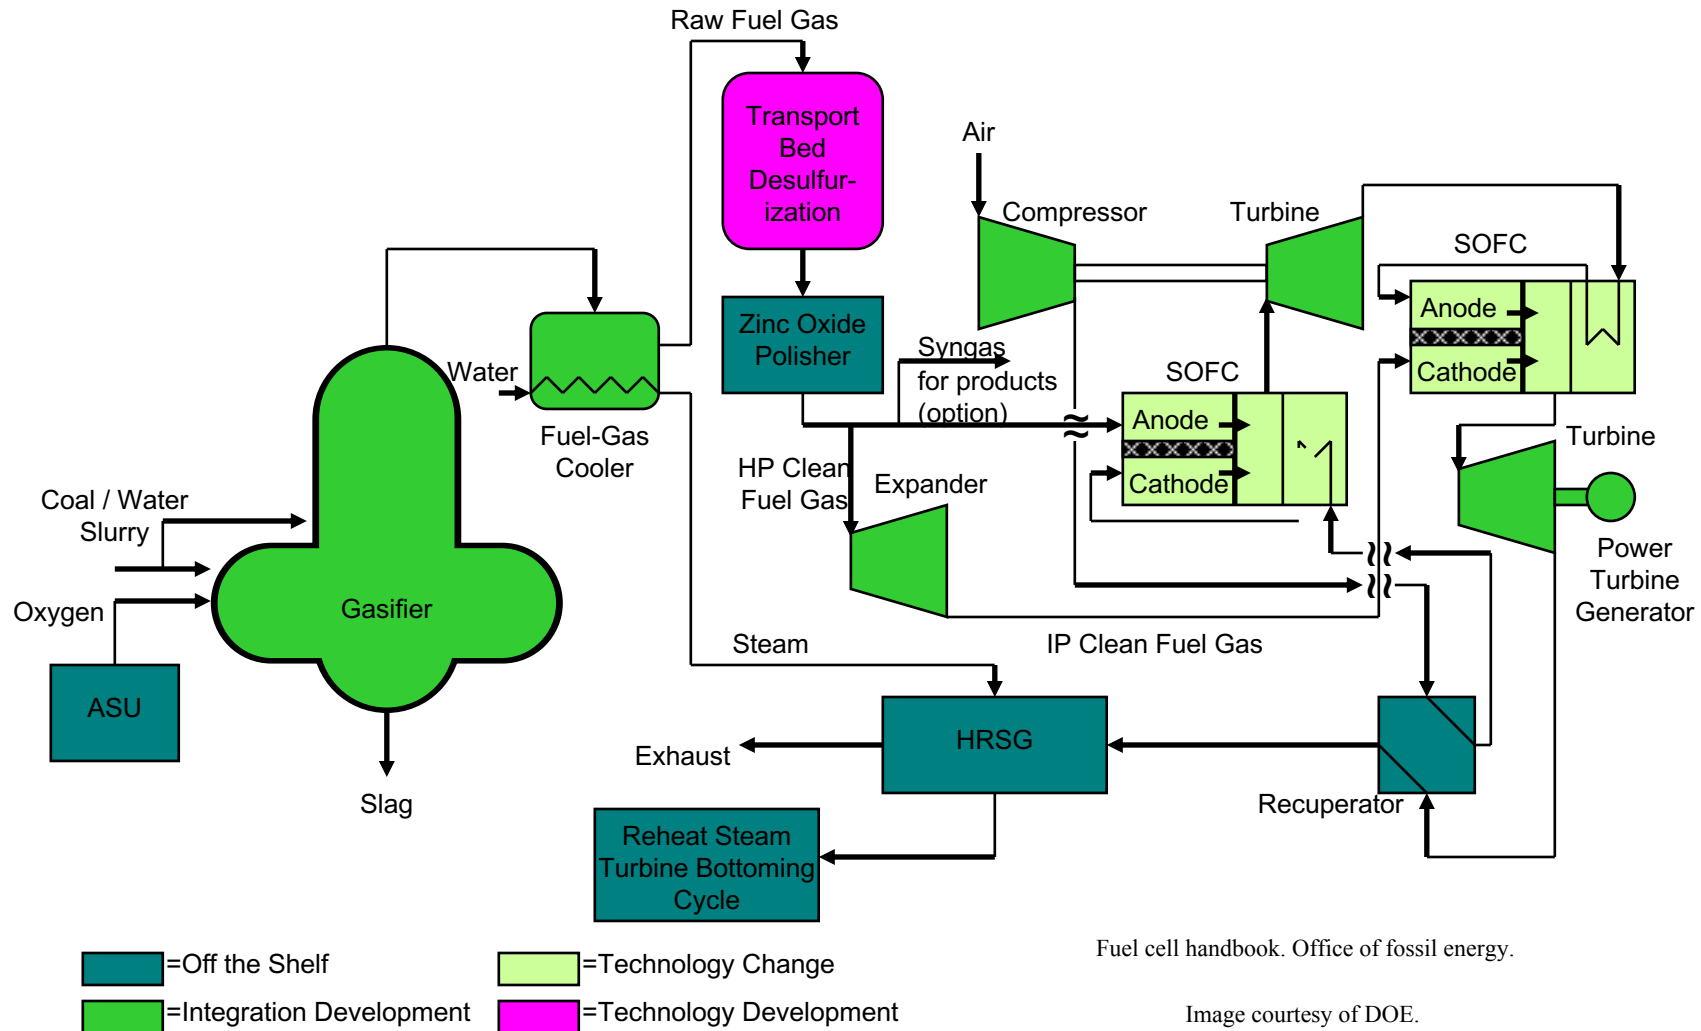 Raw Fuel Gas
Transport
Bed
Desulfur-
ization
Air
Compressor
Turbine
SOFC
Anode
Cathode
Zinc Oxide
Polisher
Syngas
for products
(option)
SOFC
Anode
Cathode
Water
Fuel-Gas
Cooler
HP Clean
Fuel Gas
Expander
Turbine
Power
Turbine
Generator
Coal / Water
Slurry
Oxygen
Gasifier
ASU
Slag
Steam
IP Clean Fuel Gas
HRSG
Exhaust
Recuperator
Reheat Steam
Turbine Bottoming
Cycle
=Off the Shelf
=Technology Change
=Integration Development
=Technology Development
Fuel cell handbook. Office of fossil energy.
Image courtesy of DOE.